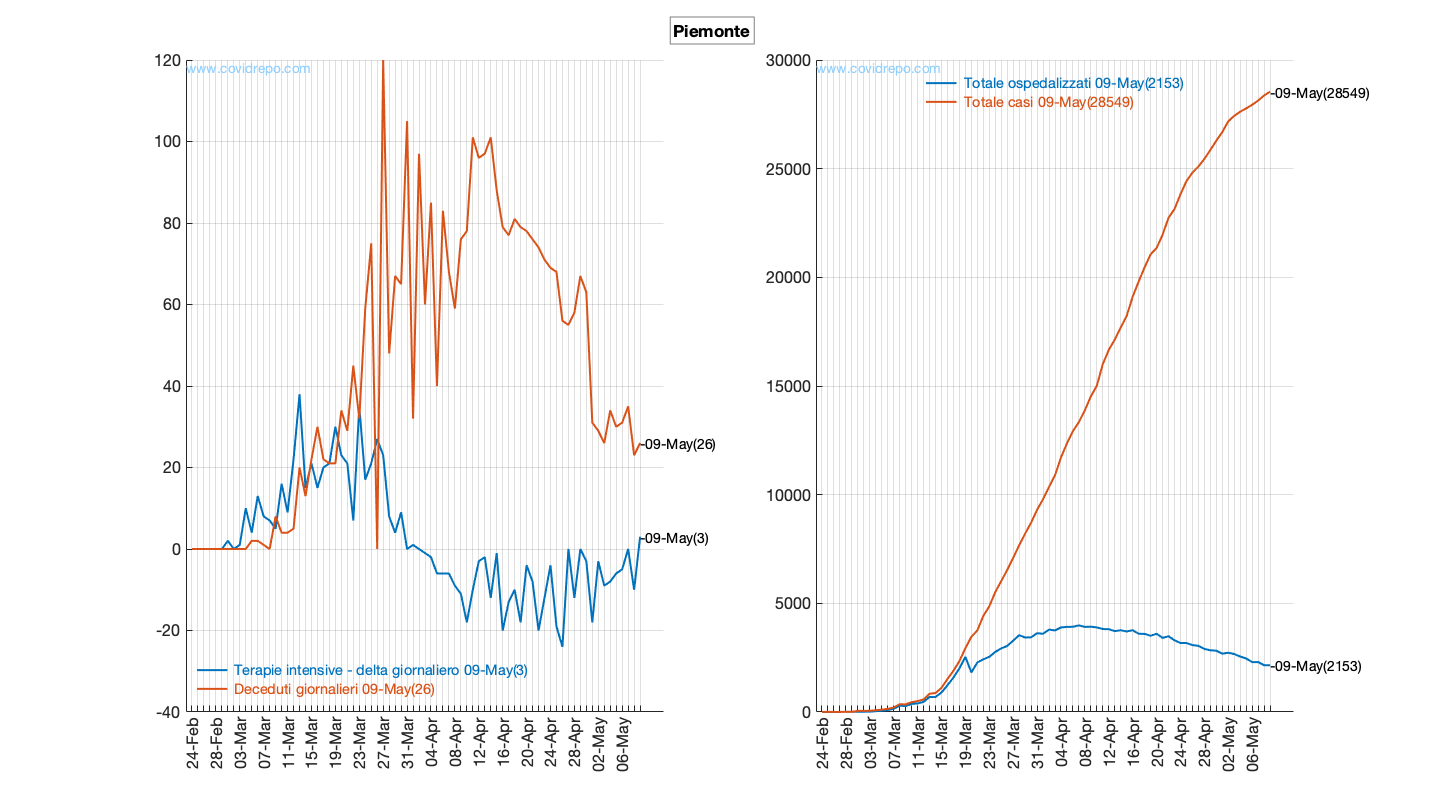 Piemonte
www.covidrepo.com
120
100
80
60
40
20
0
-20
-40
-09-May(26)
-09-May(3)
Terapie intensive - delta giornaliero 09-May(3)
Deceduti giornalieri 09-May(26)
24-Feb
28-Feb
03-Mar
07-Mar
11-Mar
15-Mar
19-Mar
23-Mar
27-Mar
31-Mar
04-Apr
08-Apr
12-Apr
16-Apr
20-Apr
24-Apr
28-Apr
02-May
06-May
www.covidrepo.com
Totale ospedalizzati 09-May(2153)
Totale casi 09-May(28549)
30000
25000
20000
15000
10000
5000
0
-09-May(28549)
-09-May(2153)
24-Feb
28-Feb
03-Mar
07-Mar
11-Mar
15-Mar
19-Mar
23-Mar
27-Mar
31-Mar
04-Apr
08-Apr
12-Apr
16-Apr
20-Apr
24-Apr
28-Apr
02-May
06-May